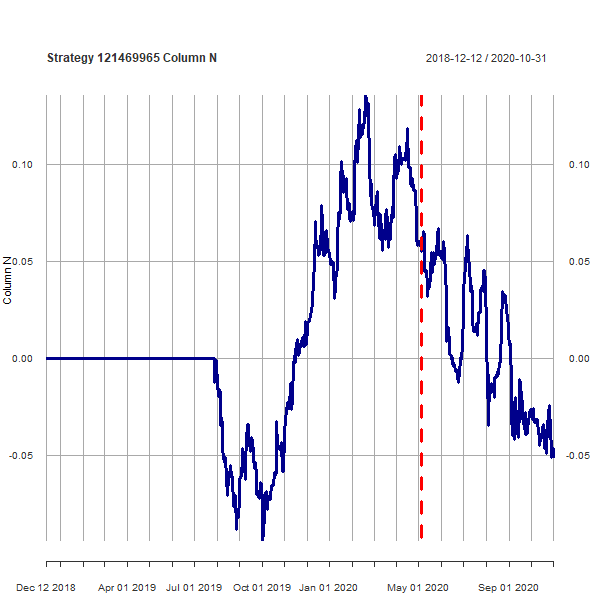 Strategy 121469965 Column N
2018-12-12 / 2020-10-31
0.10
0.10
0.05
0.05
Column N
0.00
0.00
-0.05
-0.05
Dec 12 2018
Apr 01 2019
Jul 01 2019
Oct 01 2019
Jan 01 2020
May 01 2020
Sep 01 2020